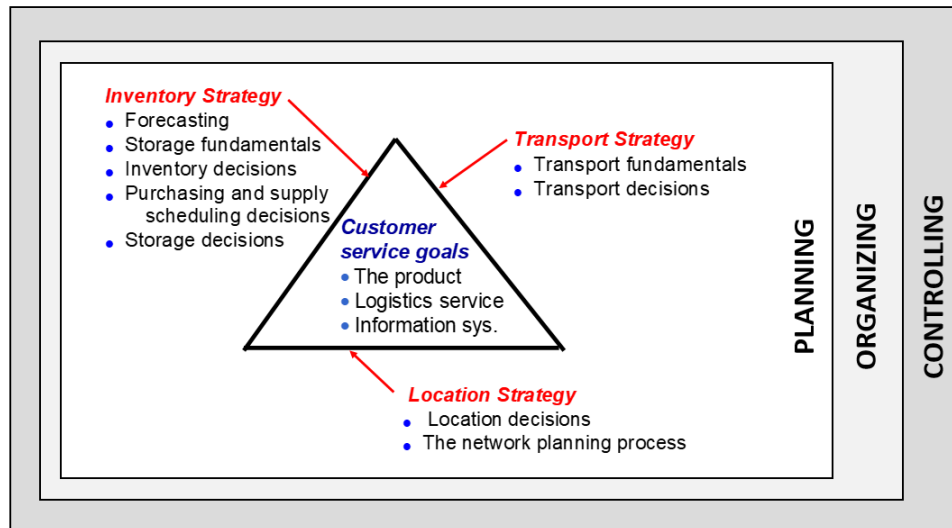 Inventory Strategy
• Forecasting
• Storage fundamentals
• Inventory decisions
• Purchasing and supply
scheduling decisions
• Storage decisions
Transport Strategy
• Transport fundamentals
• Transport decisions
Customer
service goals
• The product
• Logistics service
• Information sys.
Location Strategy
• Location decisions
• The network planning process
PLANNING
ORGANIZING
CONTROLLING